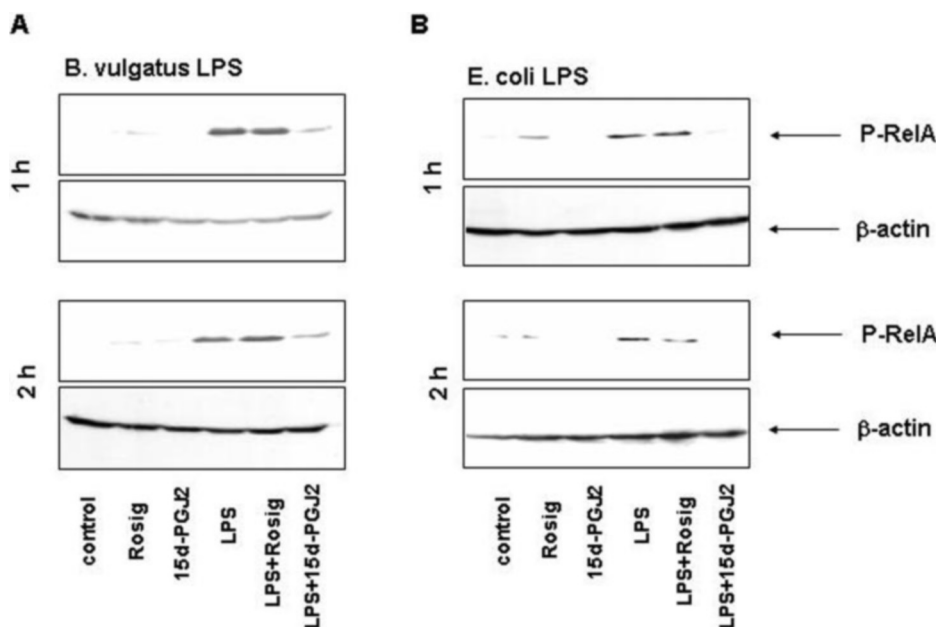 A
B
B. vulgatus LPS
E. coli LPS
1 h
1 h
P-RelA
β-actin
2 h
2 h
P-RelA
β-actin
control
Rosig
15d-PGJ2
LPS
LPS+Rosig
LPS+15d-PGJ2
control
Rosig
15d-PGJ2
LPS
LPS+Rosig
LPS+15d-PGJ2